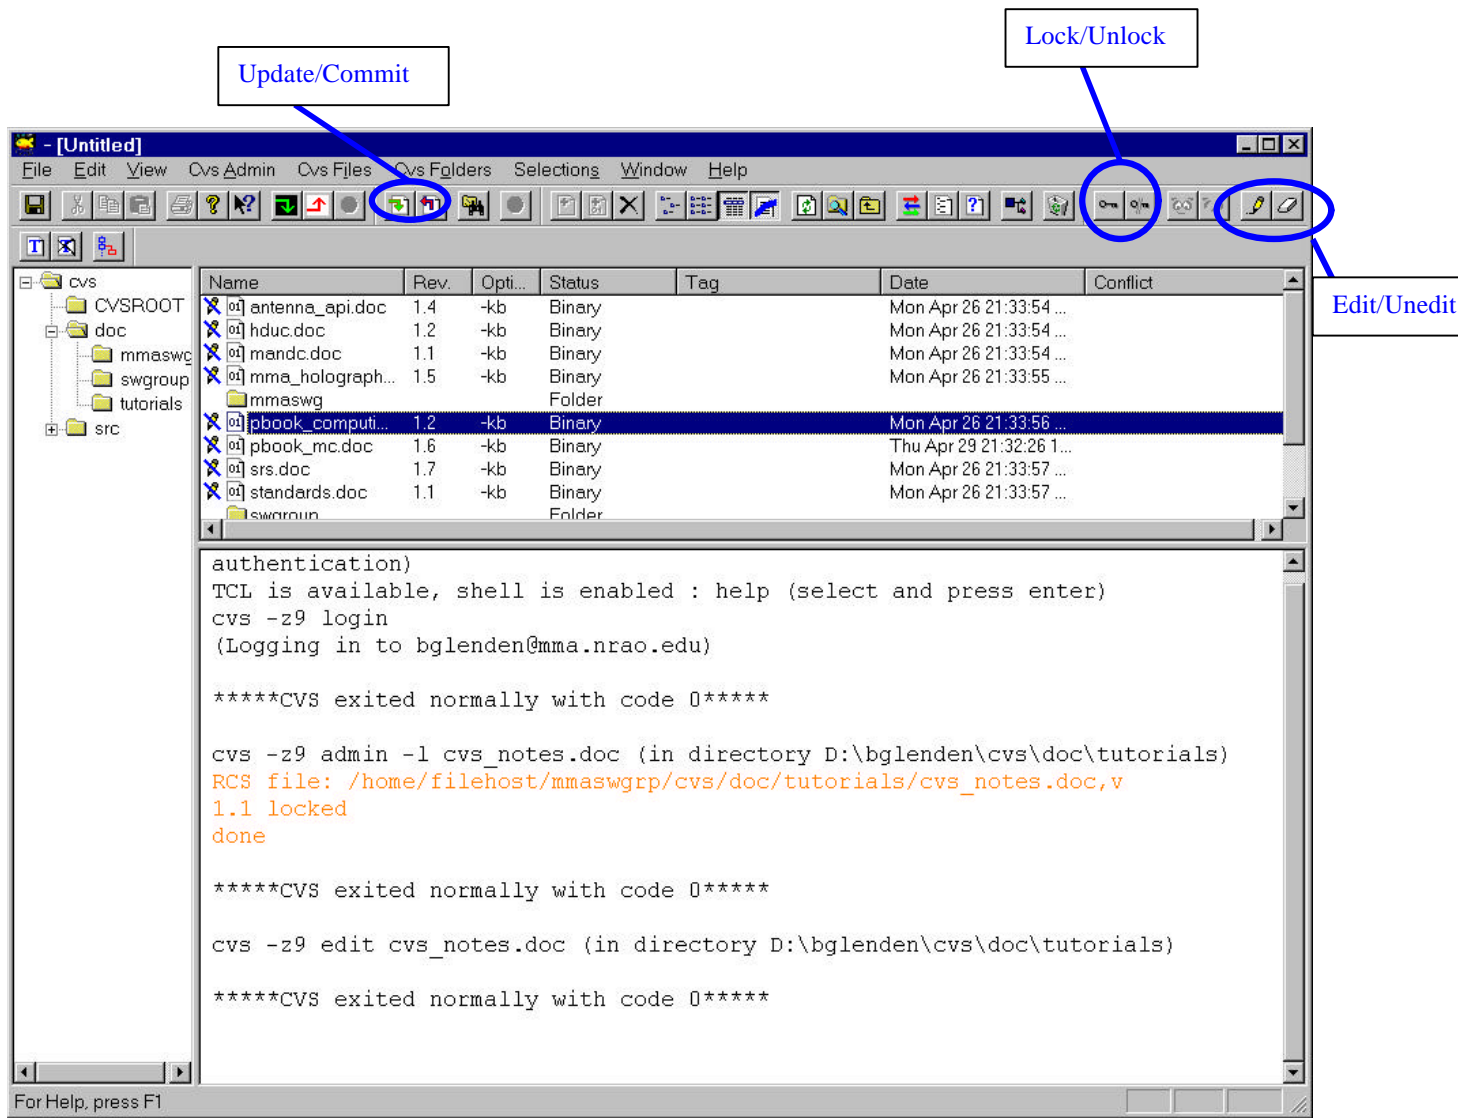 Lock/Unlock
Update/Commit
- [Untitled]
File Edit View Cvs Admin Cvs Files Cvs Folders Selections Window Help
Edit/Unedit
cvs
CVSROOT
doc
mmaswg
swgroup
tutorials
src
Name Rev. Opti... Status Tag Date Conflict
antenna_api.doc 1.4 -kb Binary Mon Apr 26 21:33:54 ...
hduc.doc 1.2 -kb Binary Mon Apr 26 21:33:54 ...
mandc.doc 1.1 -kb Binary Mon Apr 26 21:33:54 ...
mma_holograph... 1.5 -kb Binary Mon Apr 26 21:33:55 ...
mmaswg Folder
pbook_computi... 1.2 -kb Binary Mon Apr 26 21:33:56 ...
pbook_mc.doc 1.6 -kb Binary Thu Apr 29 21:32:26 1...
srs.doc 1.7 -kb Binary Mon Apr 26 21:33:57 ...
standards.doc 1.1 -kb Binary Mon Apr 26 21:33:57 ...
swgroup Folder
authentication)
TCL is available, shell is enabled : help (select and press enter)
cvs -z9 login
(Logging in to bglenden@mma.nrao.edu)
*****CVS exited normally with code 0*****
cvs -z9 admin -l cvs_notes.doc (in directory D:\bglenden\cvs\doc\tutorials)
RCS file: /home/filehost/mmaswgrp/cvs/doc/tutorials/cvs_notes.doc,v
1.1 locked
done
*****CVS exited normally with code 0*****
cvs -z9 edit cvs_notes.doc (in directory D:\bglenden\cvs\doc\tutorials)
*****CVS exited normally with code 0*****
For Help, press F1